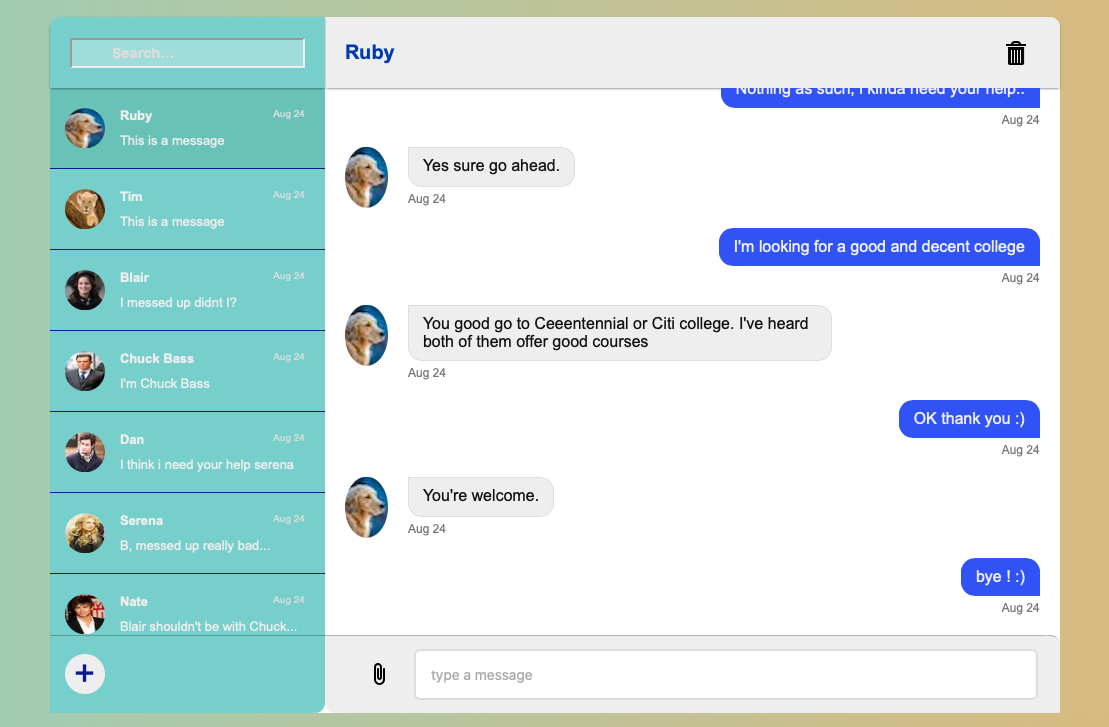 Search...
Ruby
Aug 24
This is a message
Tim
Aug 24
This is a message
Blair
Aug 24
I messed up didnt I?
Chuck Bass
Aug 24
I'm Chuck Bass
Dan
Aug 24
I think i need your help serena
Serena
Aug 24
B, messed up really bad...
Nate
Aug 24
Blair shouldn't be with Chuck...
Ruby
Nothing as such, I kinda need your help..
Aug 24
Yes sure go ahead.
Aug 24
I'm looking for a good and decent college
Aug 24
You good go to Ceeentennial or Citi college. I've heard
both of them offer good courses
Aug 24
OK thank you :)
Aug 24
You're welcome.
Aug 24
bye ! :)
Aug 24
type a message